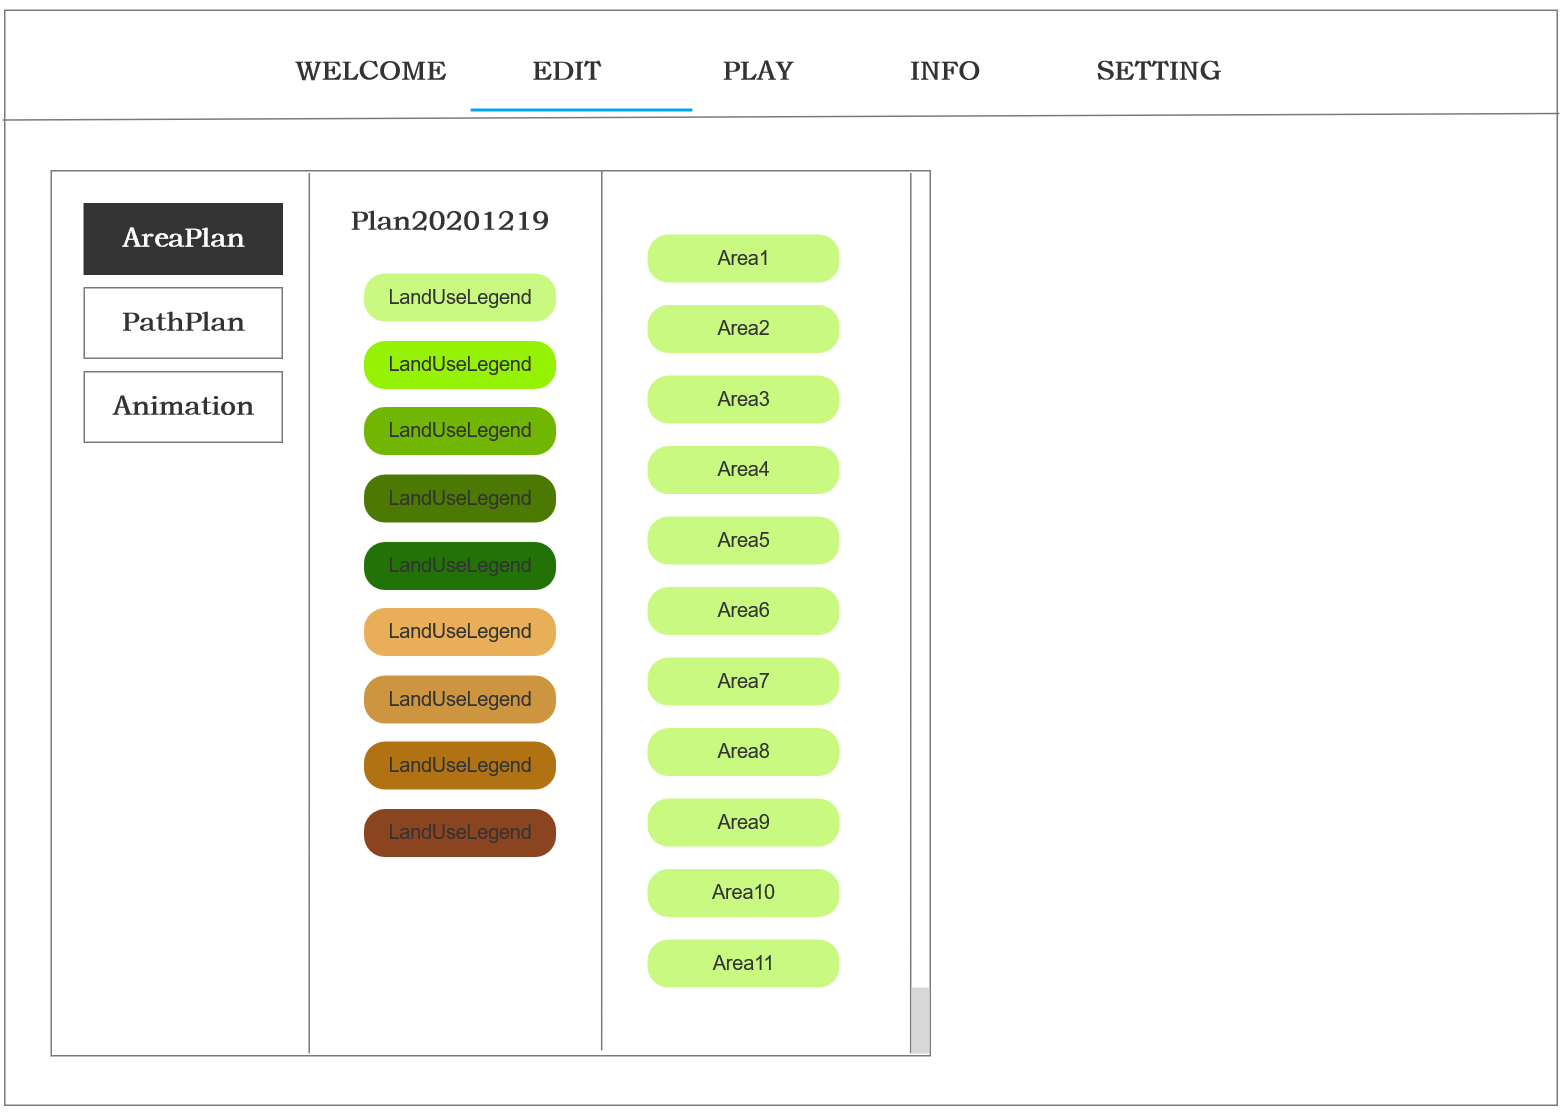 WELCOME EDIT PLAY INFO SETTING
AreaPlan
PathPlan
Animation
Plan20201219
LandUseLegend
LandUseLegend
LandUseLegend
LandUseLegend
LandUseLegend
LandUseLegend
LandUseLegend
LandUseLegend
LandUseLegend
Area1
Area2
Area3
Area4
Area5
Area6
Area7
Area8
Area9
Area10
Area11